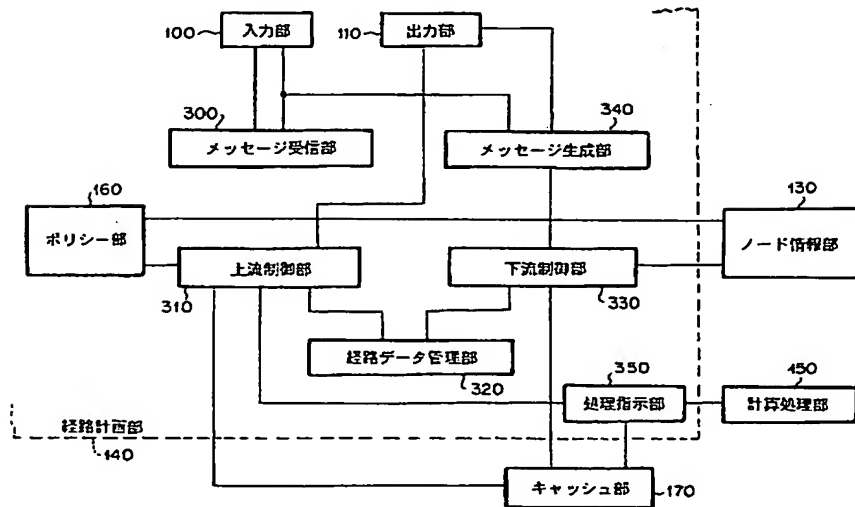 100 入力部
110 出力部
300
メッセージ受信部
340
メッセージ生成部
160
ポリシー部
130
ノード情報部
上流制御部
310
下流制御部
330
経路データ管理部
320
350
処理指示部
150
計算処理部
経路計画部
140
キャッシュ部
170